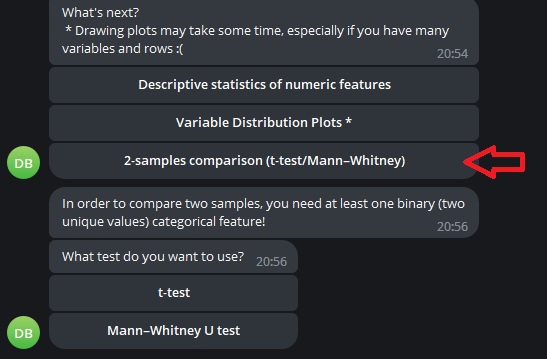 What's next?
* Drawing plots may take some time, especially if you have many
variables and rows :(
20:54
Descriptive statistics of numeric features
Variable Distribution Plots *
DB
2-samples comparison (t-test/Mann–Whitney)
In order to compare two samples, you need at least one binary (two
unique values) categorical feature!
20:56
What test do you want to use? 20:56
t-test
DB
Mann–Whitney U test